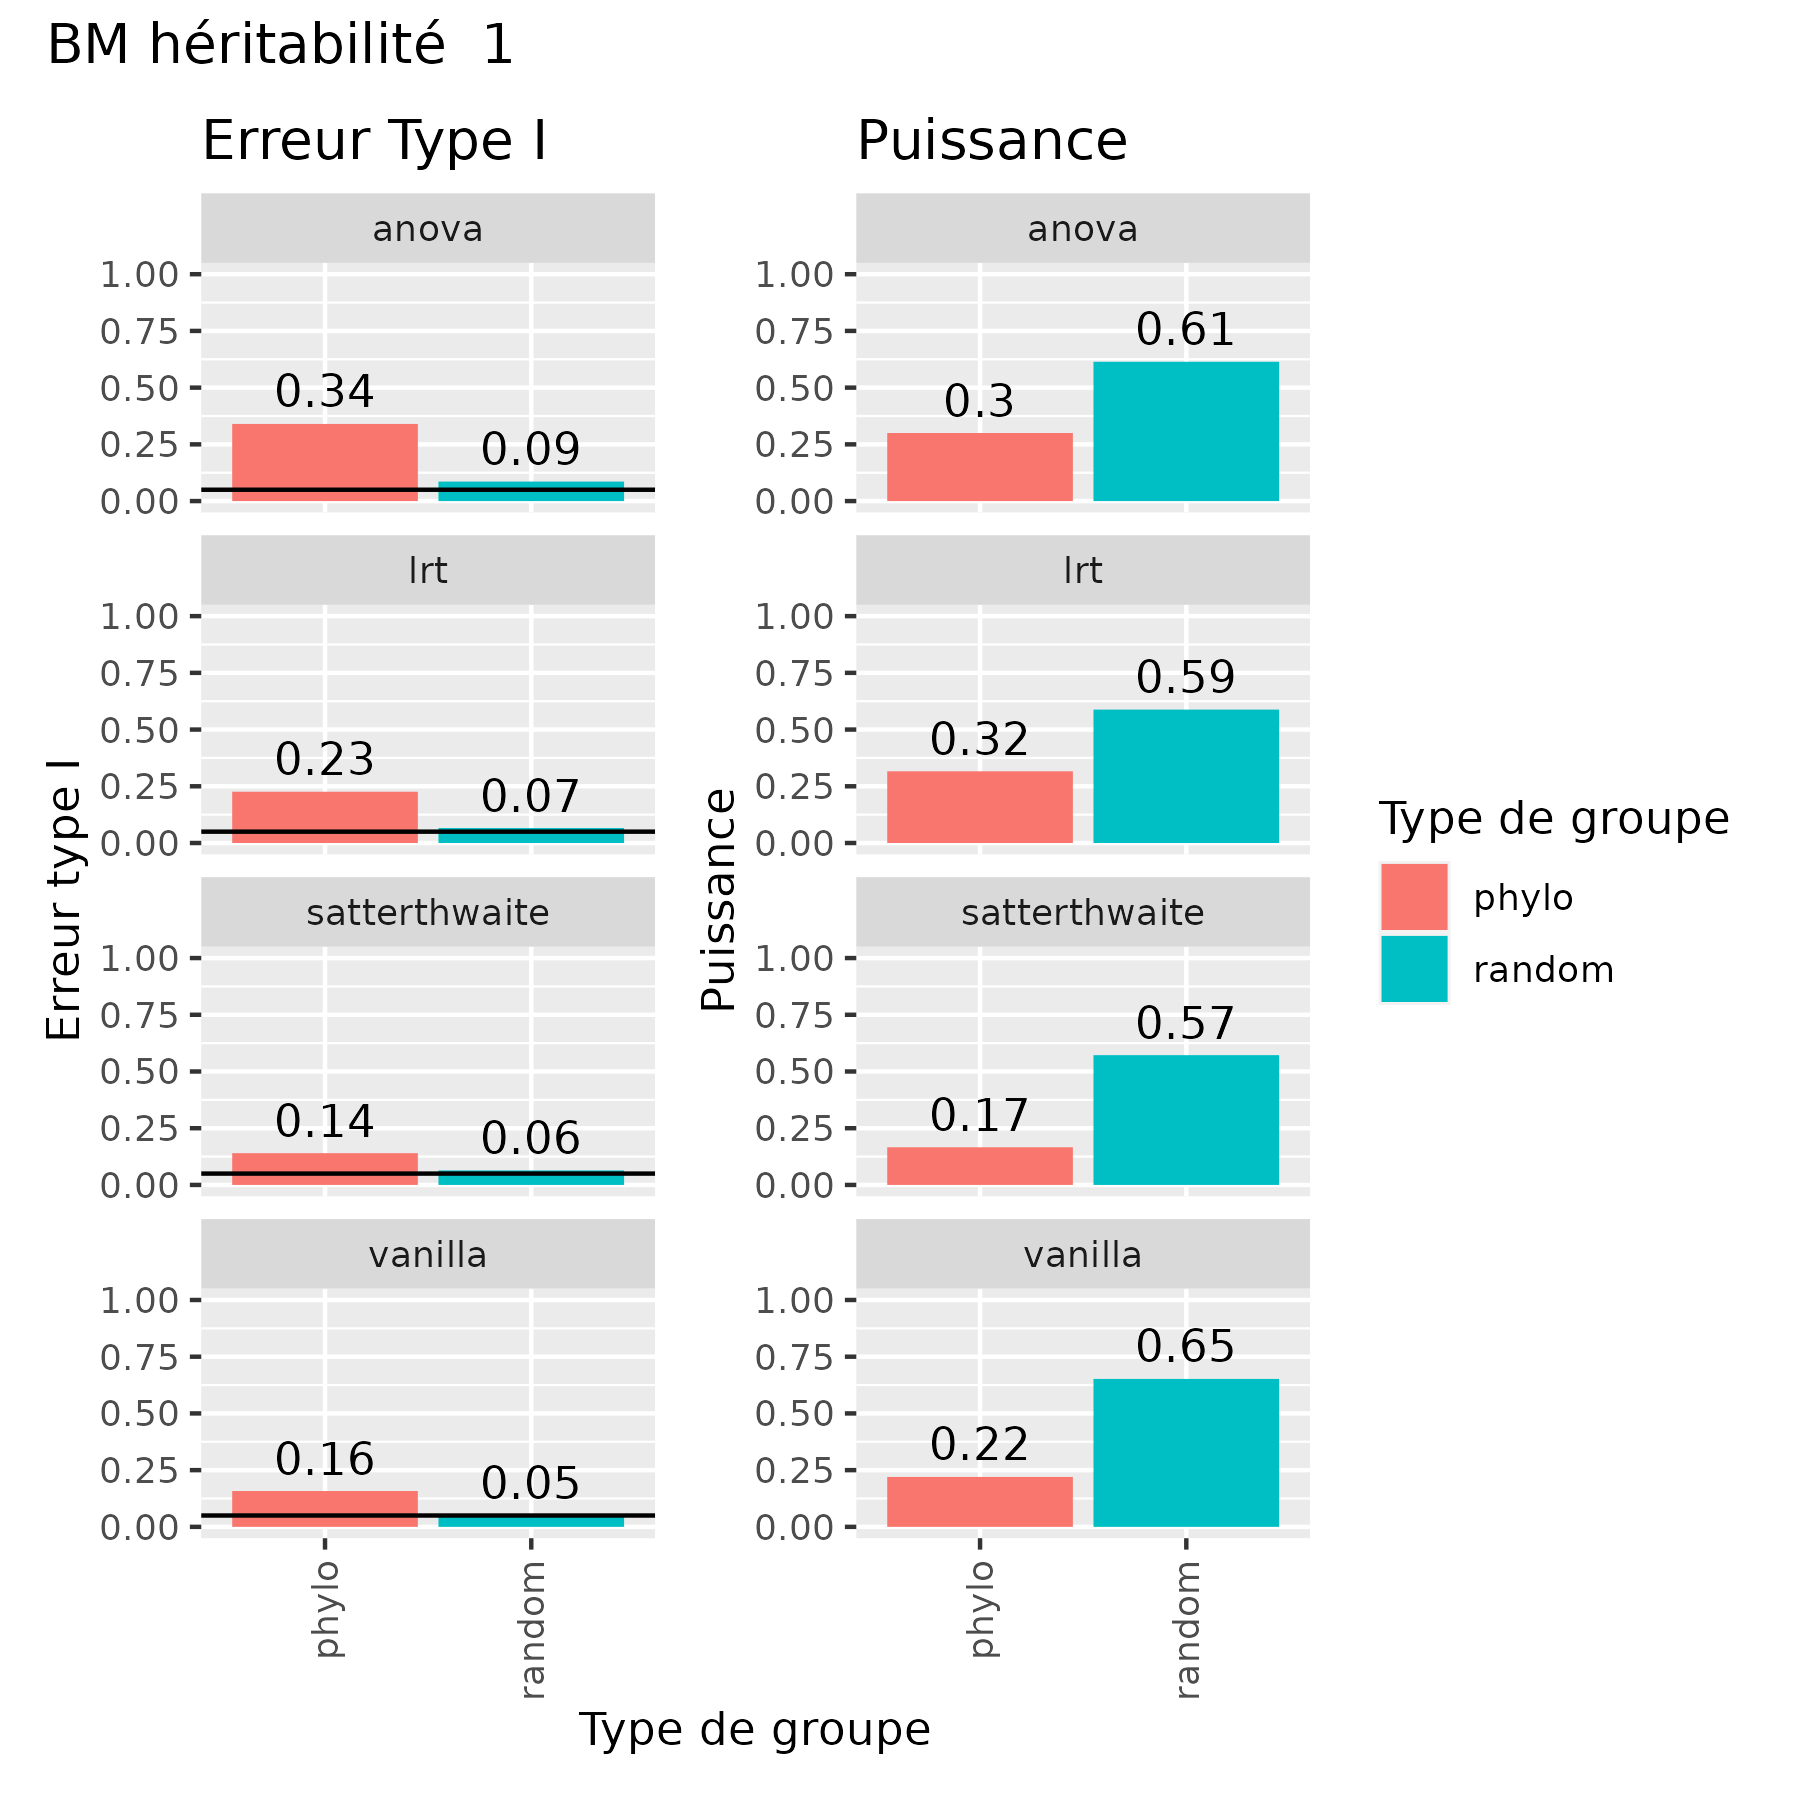 BM héritabilité 1
Erreur Type I
Puissance
anova
anova
1.00
0.75
0.50
0.25
0.00
0.34
0.09
1.00
0.75
0.50
0.25
0.00
0.3
0.61
lrt
lrt
1.00
0.75
0.50
0.25
0.00
0.23
0.07
1.00
0.75
0.50
0.25
0.00
0.32
0.59
satterthwaite
satterthwaite
1.00
0.75
0.50
0.25
0.00
0.14
0.06
1.00
0.75
0.50
0.25
0.00
0.17
0.57
vanilla
vanilla
1.00
0.75
0.50
0.25
0.00
0.16
0.05
1.00
0.75
0.50
0.25
0.00
0.22
0.65
Erreur type I
Puissance
phylo
random
phylo
random
Type de groupe
Type de groupe
phylo
random